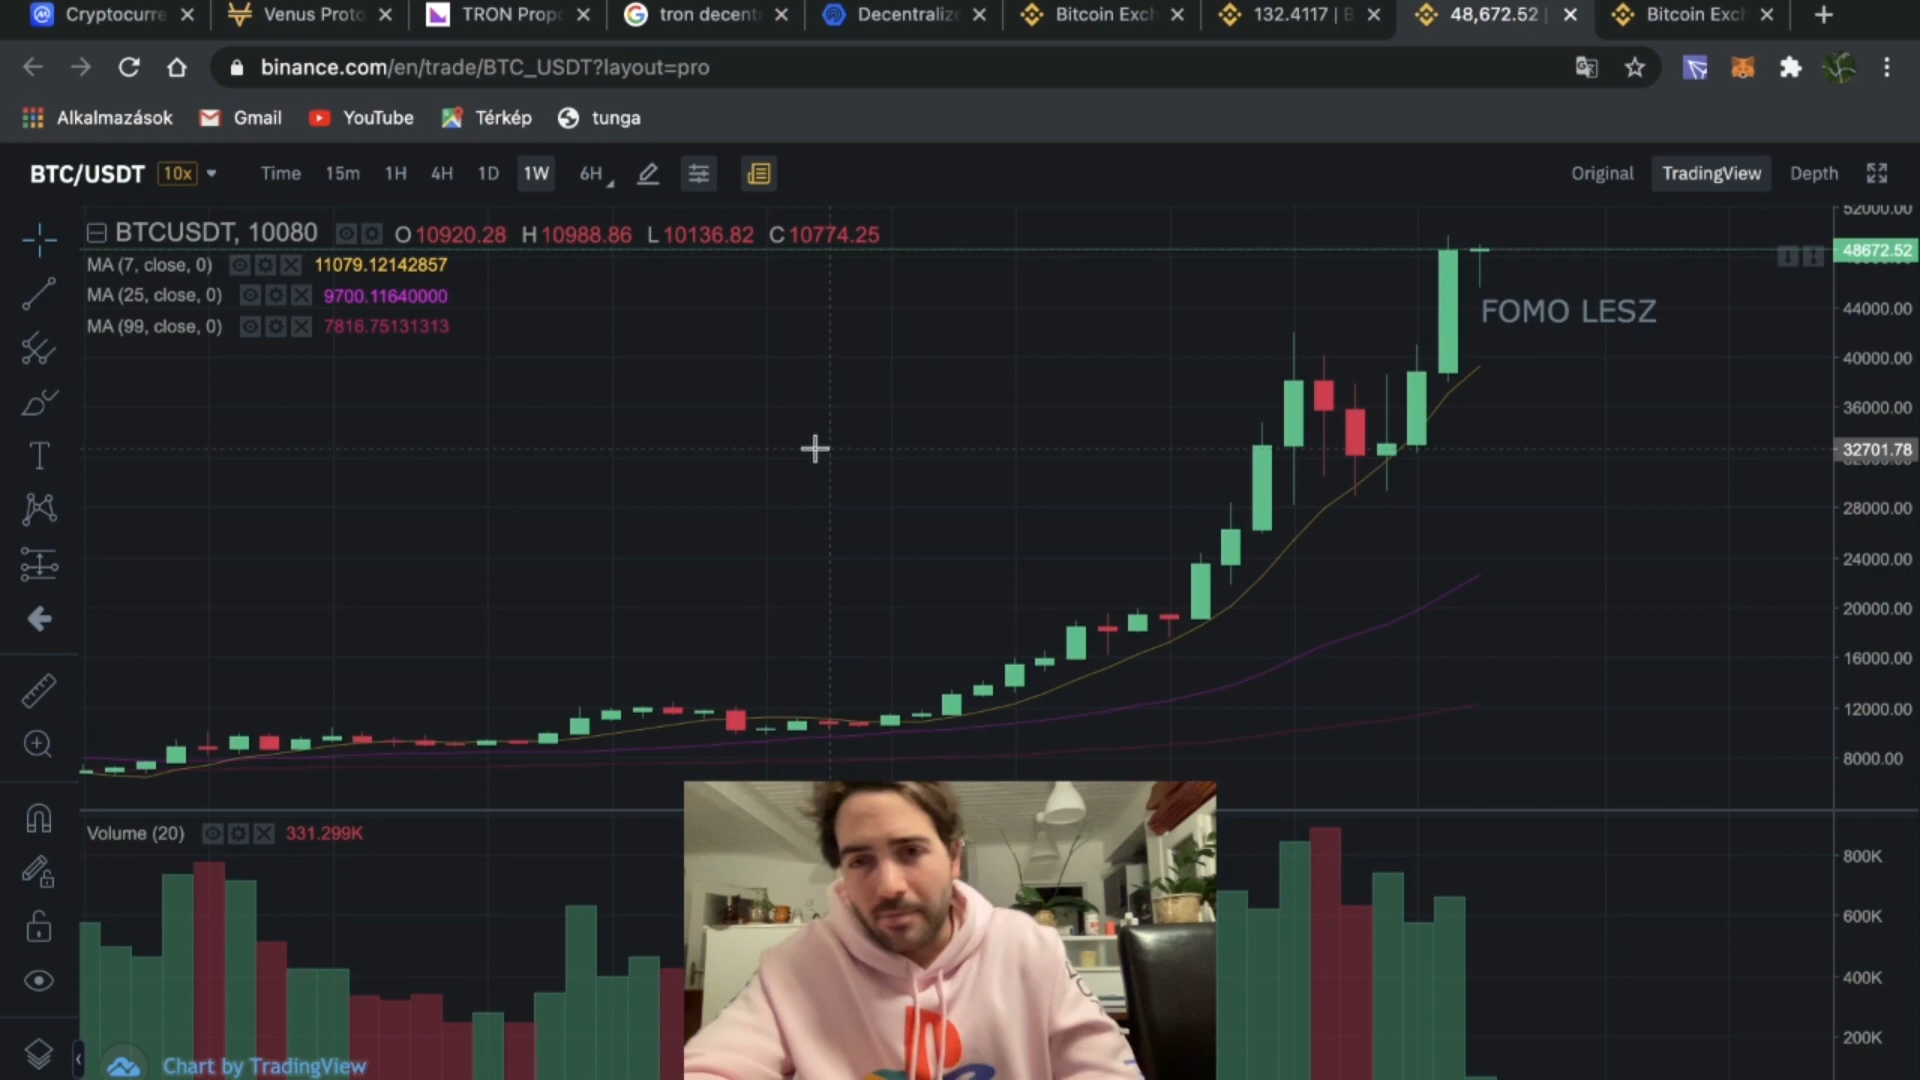 Cryptocurre
Venus Proto
TRON Prop
tron decent
Decentralize
Bitcoin Exch
132.4117 | B
48,672.52 |
Bitcoin Exch
binance.com/en/trade/BTC_USDT?layout=pro
Alkalmazások
Gmail
YouTube
Térkép
tunga
BTC/USDT 10x Time 15m 1H 4H 1D 1W 6H
Original TradingView Depth
BTCUSDT, 10080 O 10920.28 H 10988.86 L 10136.82 C 10774.25
MA (7, close, 0) 11079.12142857
MA (25, close, 0) 9700.11640000
MA (99, close, 0) 7816.75131313
FOMO LESZ
52000.00
48672.52
44000.00
40000.00
36000.00
32701.78
28000.00
24000.00
20000.00
16000.00
12000.00
8000.00
Volume (20) 331.299K
800K
600K
400K
200K
Chart by TradingView